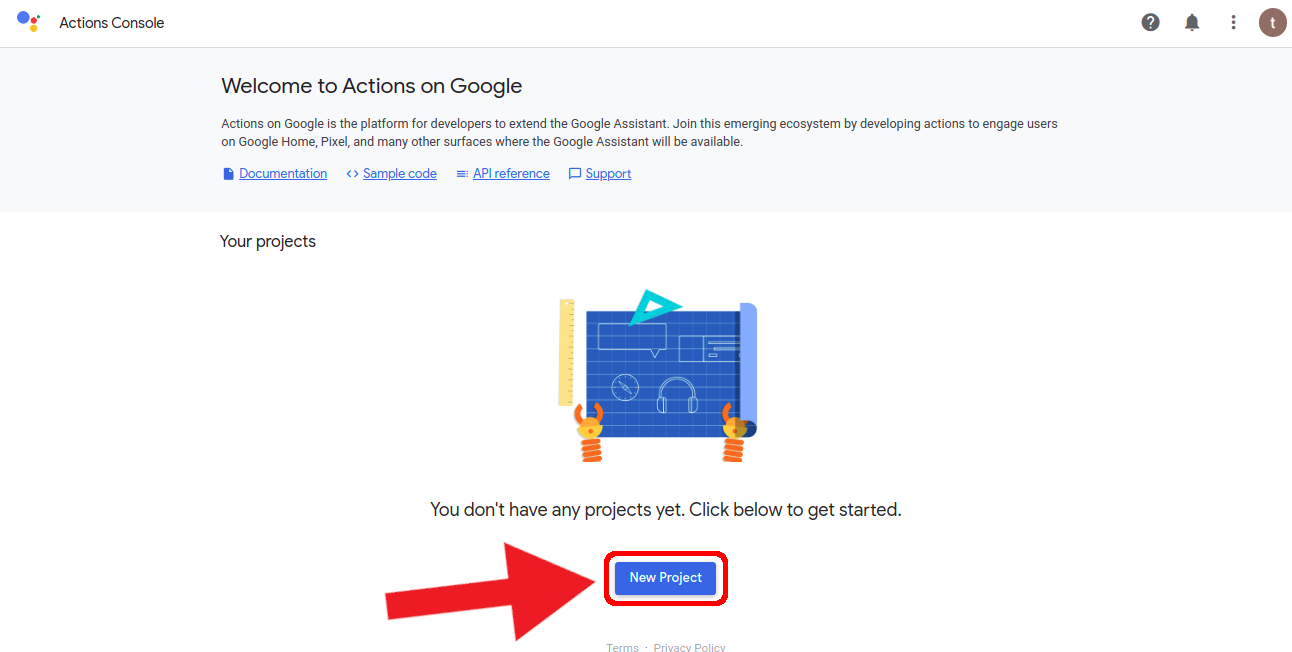 Actions Console
t
Welcome to Actions on Google
Actions on Google is the platform for developers to extend the Google Assistant. Join this emerging ecosystem by developing actions to engage users
on Google Home, Pixel, and many other surfaces where the Google Assistant will be available.
Documentation <> Sample code API reference Support
Your projects
You don't have any projects yet. Click below to get started.
New Project
Terms · Privacy Policy